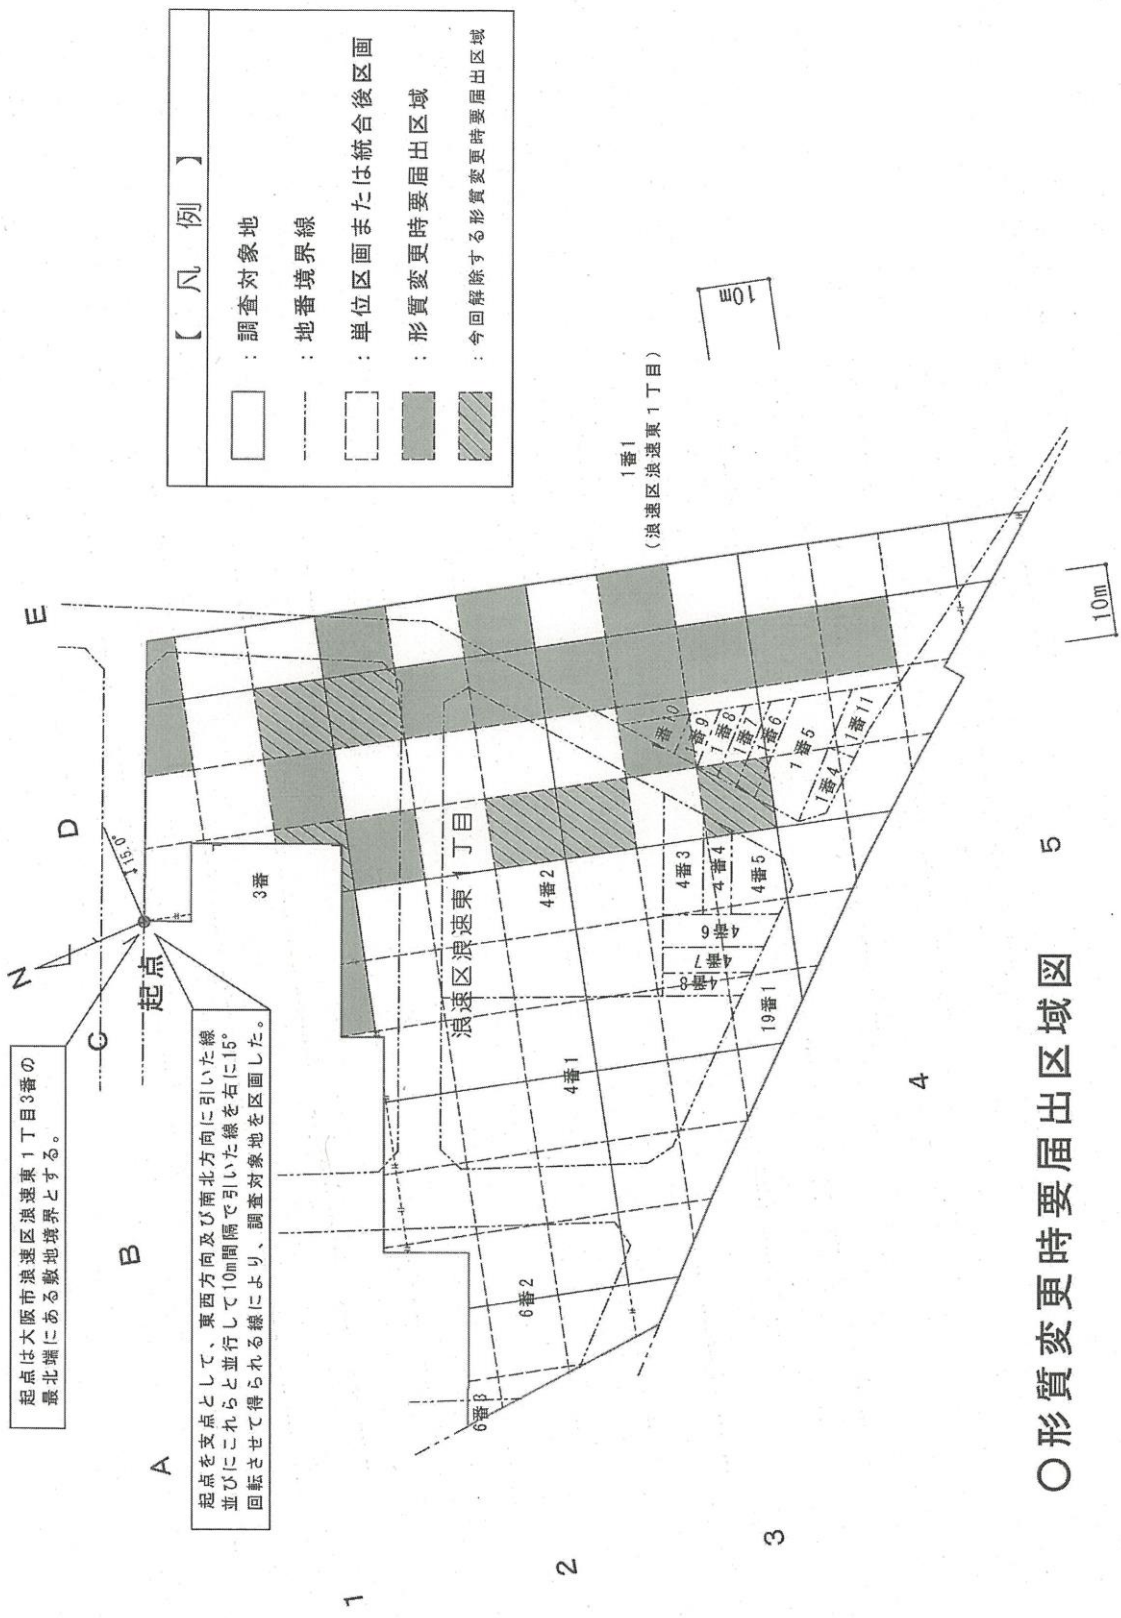 ○形質変更時要届出区域図
起点は大阪市浪速区浪速東1丁目3番の
最北端にある敷地境界とする。
起点を支点として、東西方向及び南北方向に引いた線
並びにこれらと並行して10m間隔で引いた線を右に15°
回転させて得られる線により、調査対象地を区画した。
【 凡 例 】
：調査対象地
：地番境界線
：単位区画または統合後区画
：形質変更時要届出区域
：今回解除する形質変更時要届出区域
N
起点
15.0°
A
B
C
D
E
1
2
3
4
5
3番
浪速区浪速東1丁目
6番3
6番2
4番1
4番2
4番3
4番4
4番5
4番6
4番7
4番8
19番1
1番10
1番9
1番8
1番7
1番6
1番5
1番4
1番11
1番1
(浪速区浪速東1丁目)
10m
10m